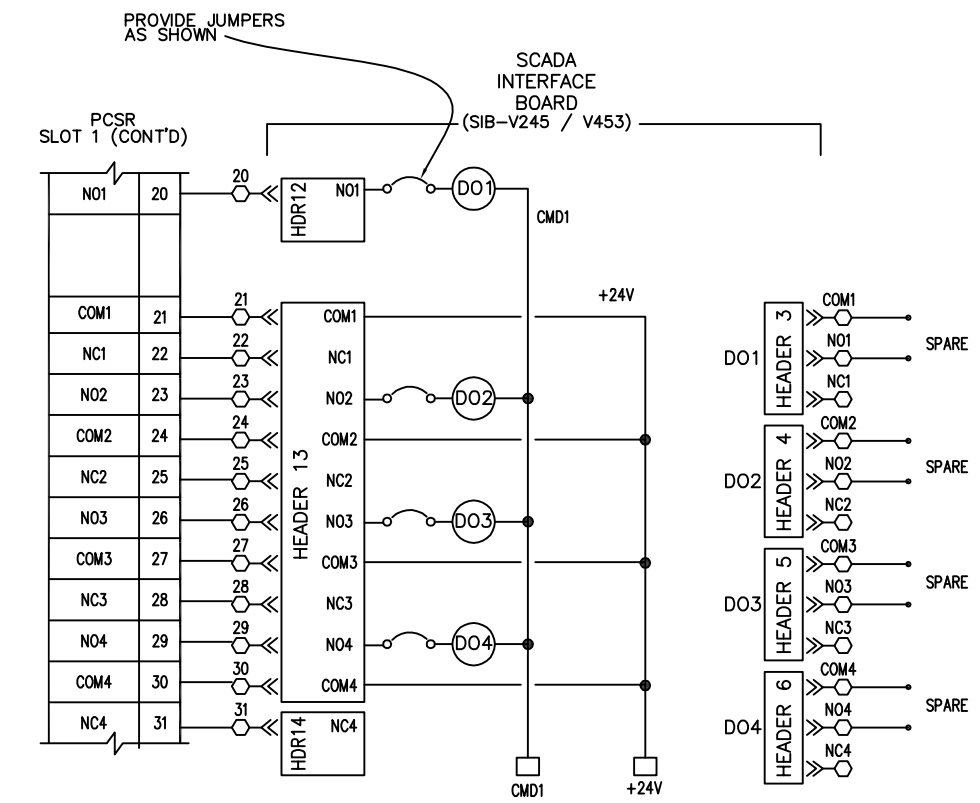 PROVIDE JUMPERS
AS SHOWN
SCADA
INTERFACE
BOARD
(SIB-V245 / V453)
PCSR
SLOT 1 (CONT'D)
NO1 20 20 HDR12 NO1 DO1
CMD1
+24V
COM1 21 21 COM1
NC1 22 22 NC1
NO2 23 23 NO2 DO2
COM2 24 24 COM2
NC2 25 25 NC2
HEADER 13
NO3 26 26 NO3 DO3
COM3 27 27 COM3
NC3 28 28 NC3
NO4 29 29 NO4 DO4
COM4 30 30 COM4
NC4 31 31 HDR14 NC4
CMD1
+24V
DO1 HEADER 3
COM1
NO1
NC1
SPARE
DO2 HEADER 4
COM2
NO2
NC2
SPARE
DO3 HEADER 5
COM3
NO3
NC3
SPARE
DO4 HEADER 6
COM4
NO4
NC4
SPARE